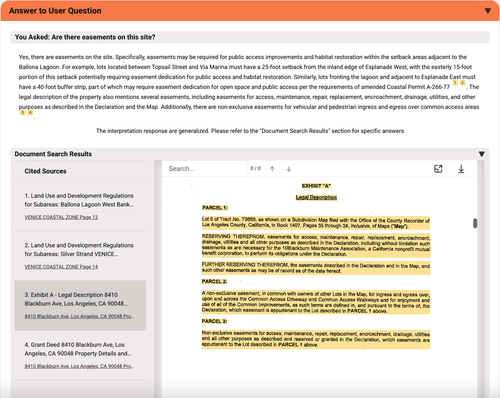 Answer to User Question
You Asked: Are there easements on this site?
Yes, there are easements on the site. Specifically, easements may be required for public access improvements and habitat restoration within the setback areas adjacent to the
Ballona Lagoon. For example, lots located between Topsail Street and Via Marina must have a 25-foot setback from the inland edge of Esplanade West, with the easterly 15-foot
portion of this setback potentially requiring easement dedication for public access and habitat restoration. Similarly, lots fronting the lagoon and adjacent to Esplanade East must
have a 40-foot buffer strip, part of which may require easement dedication for open space and public access per the requirements of amended Coastal Permit A-266-77 1 2 The
legal description of the property also mentions several easements, including easements for access, maintenance, repair, replacement, encroachment, drainage, utilities, and other
purposes as described in the Declaration and the Map. Additionally, there are non-exclusive easements for vehicular and pedestrian ingress and egress over common access areas
3 4
The interpretation response are generalized. Please refer to the "Document Search Results" section for specific answers
Document Search Results
Cited Sources
1. Land Use and Development Regulations
for Subareas: Ballona Lagoon West Bank...
VENICE COASTAL ZONE Page 12
2. Land Use and Development Regulations
for Subareas: Silver Strand VENICE...
VENICE COASTAL ZONE Page 14
3. Exhibit A - Legal Description 8410
Blackburn Ave, Los Angeles, CA 90048...
8410 Blackburn Ave, Los Angeles, CA 90048 Pro...
4. Grant Deed 8410 Blackburn Ave, Los
Angeles, CA 90048 Property Details and...
8410 Blackburn Ave, Los Angeles, CA 90048 Pro...
Search...
0/0
EXHIBIT "A"
Legal Description
PARCEL 1:
Lot 5 of Tract No. 73868, as shown on a Subdivision Map filed with the Office of the County Recorder of
Los Angeles County, California, in Book 1407, Pages 35 through 38, inclusive, of Maps ("Map").
RESERVING THEREFROM, easements for access, maintenance, repair, replacement, encroachment,
drainage, utilities and all other purposes as described in the Declaration, including without limitation such
easements as are necessary for the 10Blackburn Maintenance Association, a California nonprofit mutual
benefit corporation, to perform its obligations under the Declaration.
FURTHER RESERVING THEREFROM, the easements described in the Declaration and in the Map, and
such other easements as may be of record as of the date hereof.
PARCEL 2:
A non-exclusive easement, in common with owners of other Lots in the Map, for ingress and egress over,
upon and across the Common Access Driveway and Common Access Walkways and for enjoyment and
use of all of the Common Improvements, as such terms are defined in, and pursuant to the terms of, the
Declaration, which easement is appurtenant to the Lot described in PARCEL 1 above.
PARCEL 3:
Non-exclusive easements for access, maintenance, repair, replacement, encroachment, drainage, utilities
and all other purposes as described or reserved or granted in the Declaration, which easements are
appurtenant to the Lot described in PARCEL 1 above.